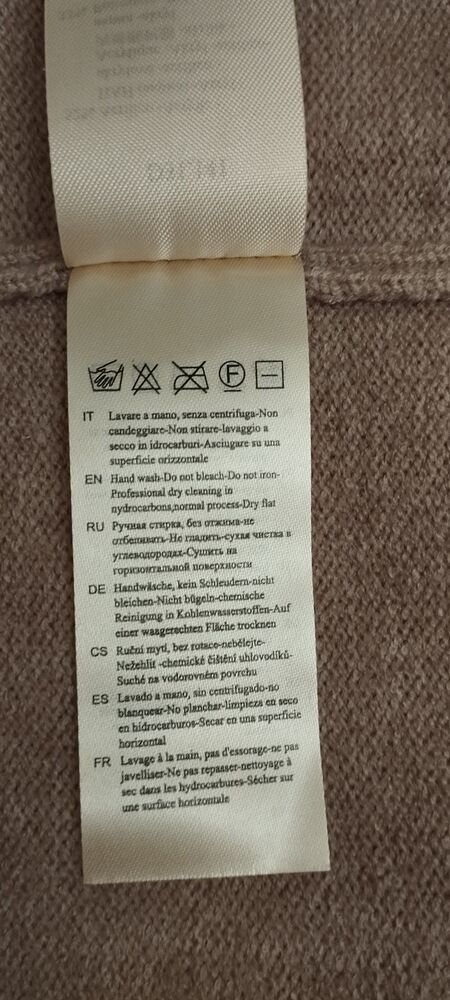 IT Lavare a mano, senza centrifuga-Non
candeggiare-Non stirare-lavaggio a
secco in idrocarburi-Asciugare su una
superficie orizzontale
EN Hand wash-Do not bleach-Do not iron-
Professional dry cleaning in
nydrocarbons,normal process-Dry flat
RU Ручная стирка, без отжима-не
отбеливать-Не гладить-сухая чистка в
углеводородах-Сушить на
горизонтальной поверхности
DE Handwäsche, kein Schleudern-nicht
bleichen-Nicht bügeln-chemische
Reinigung in Kohlenwasserstoffen-Auf
einer waagerechten Fläche trocknen
CS Ruční mytí, bez rotace-nebělejte-
Nežehlit -chemické čištění uhlovodíků-
Suché na vodorovném povrchu
ES Lavado a mano, sin centrifugado-no
blanquear-No planchar-limpieza en seco
en hidrocarburos-Secar en una superficie
horizontal
FR Lavage à la main, pas d'essorage-ne pas
javelliser-Ne pas repasser-nettoyage à
sec dans les hydrocarbures-Sécher sur
une surface horizontale